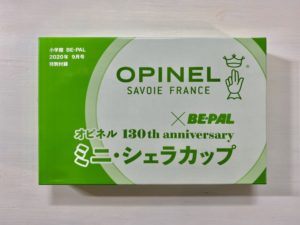 小学館 BE-PAL
2020年 9月号
特別付録
OPINEL
SAVOIE FRANCE
×BE-PAL
オピネル 130th anniversary
ミニ・シェラカップ